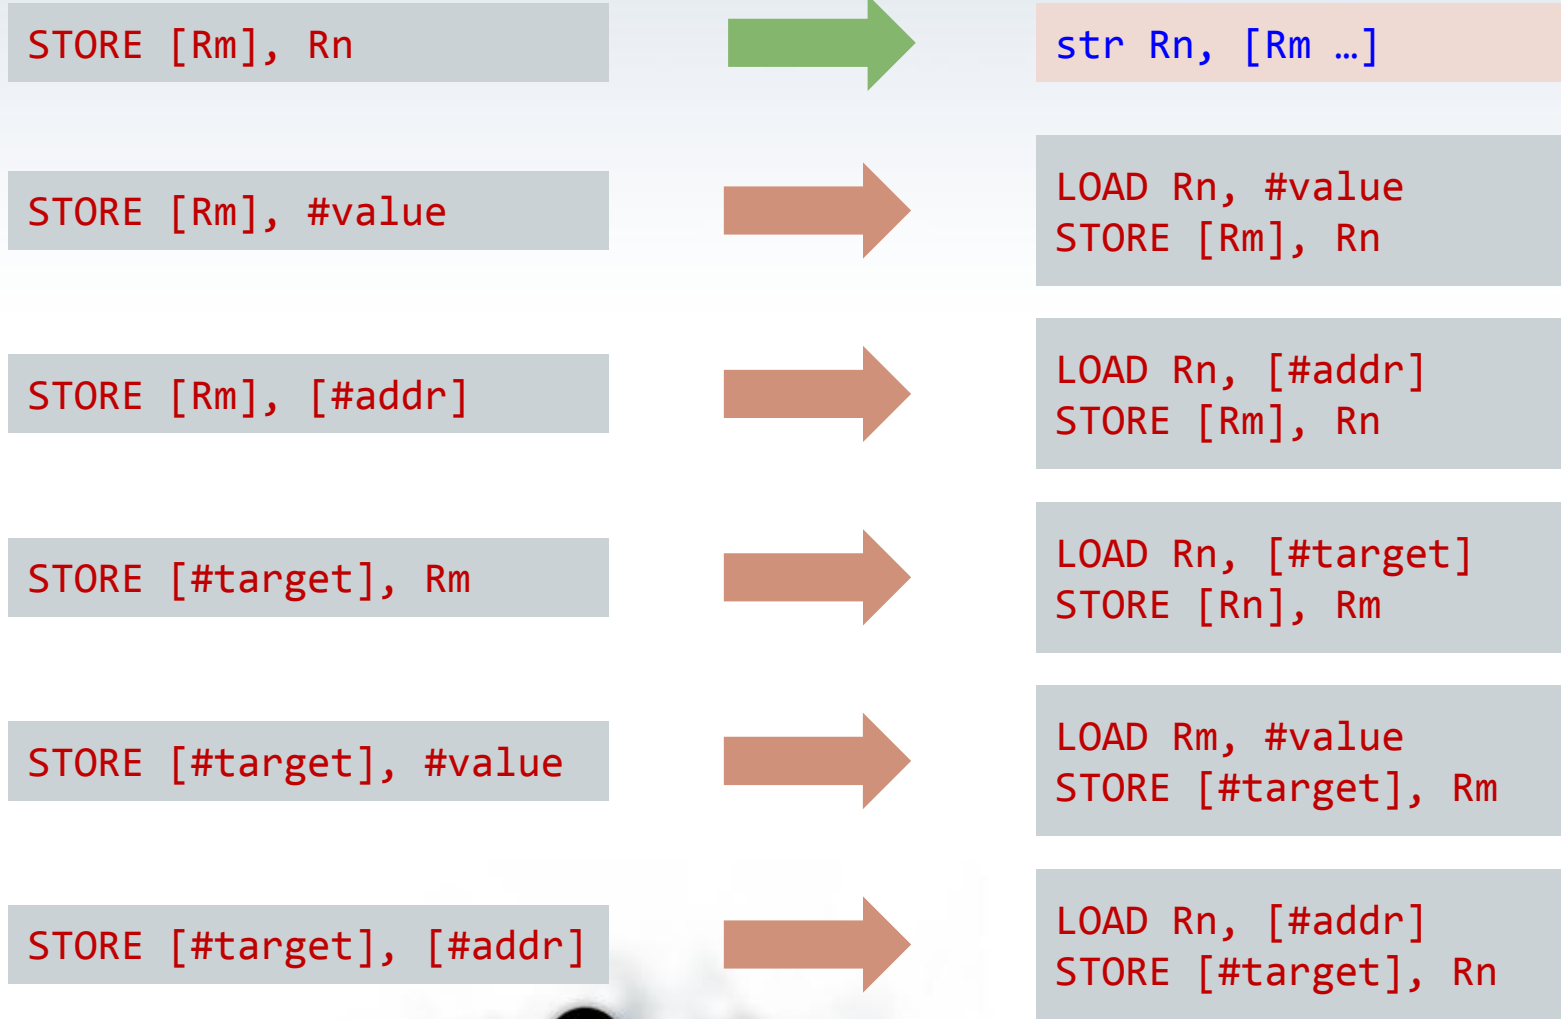 STORE [Rm], Rn
str Rn, [Rm …]
STORE [Rm], #value
LOAD Rn, #value
STORE [Rm], Rn
STORE [Rm], [#addr]
LOAD Rn, [#addr]
STORE [Rm], Rn
STORE [#target], Rm
LOAD Rn, [#target]
STORE [Rn], Rm
STORE [#target], #value
LOAD Rm, #value
STORE [#target], Rm
STORE [#target], [#addr]
LOAD Rn, [#addr]
STORE [#target], Rn